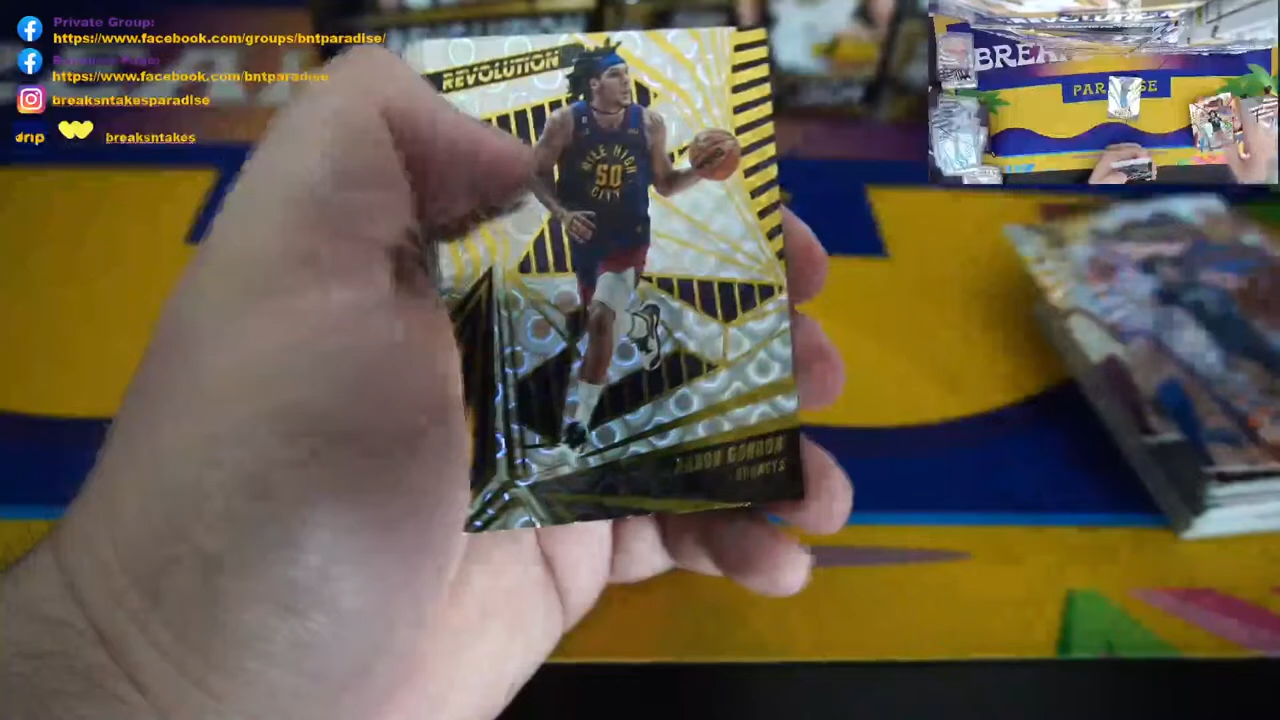 Private Group:
https://www.facebook.com/groups/bntparadise/
https://www.facebook.com/bntparadise
breaksntakesparadise
drip
breaksntakes
REVOLUTION
MILE HIGH
50
CITY
AARON GORDON
NUGGETS
BREA
PARADISE